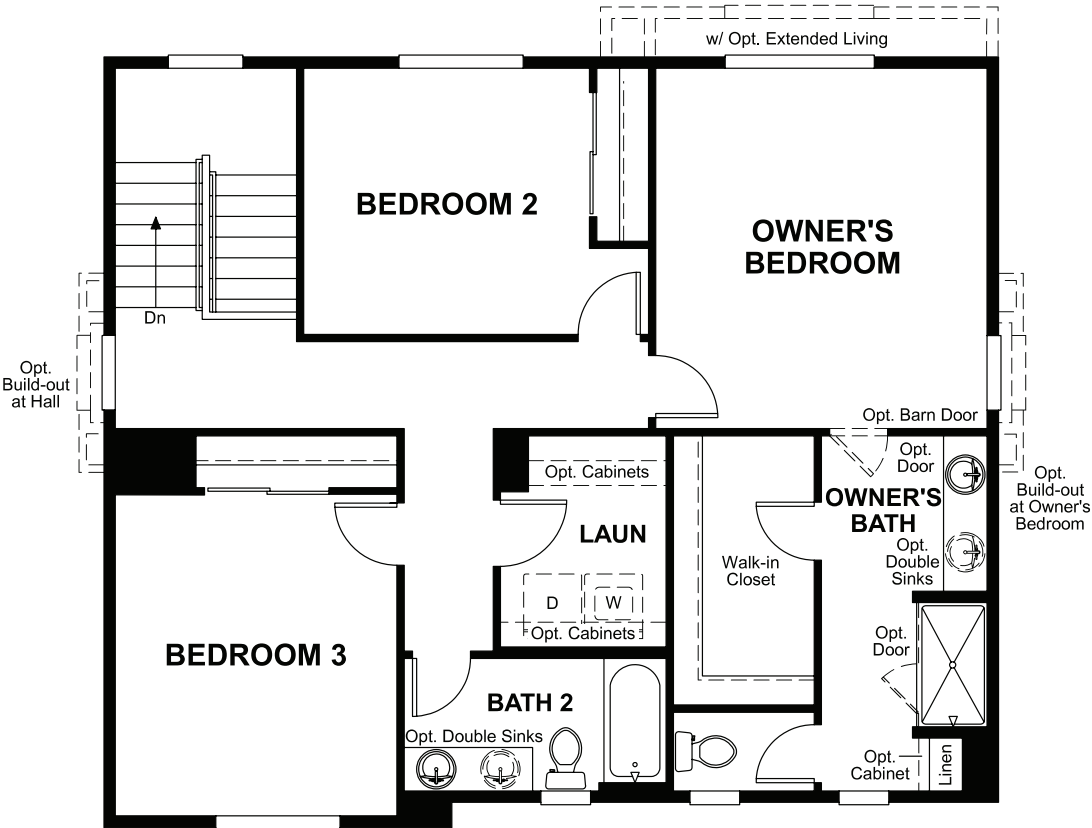 w/ Opt. Extended Living
BEDROOM 2
OWNER'S
BEDROOM
Dn
Opt.
Build-out
at Hall
Opt. Barn Door
Opt. Cabinets
Opt.
Door
Opt.
Build-out
at Owner's
Bedroom
OWNER'S
BATH
LAUN
Walk-in
Closet
Opt.
Double
Sinks
D
W
Opt. Cabinets
Opt.
Door
BEDROOM 3
BATH 2
Opt. Double Sinks
Opt.
Cabinet
Linen